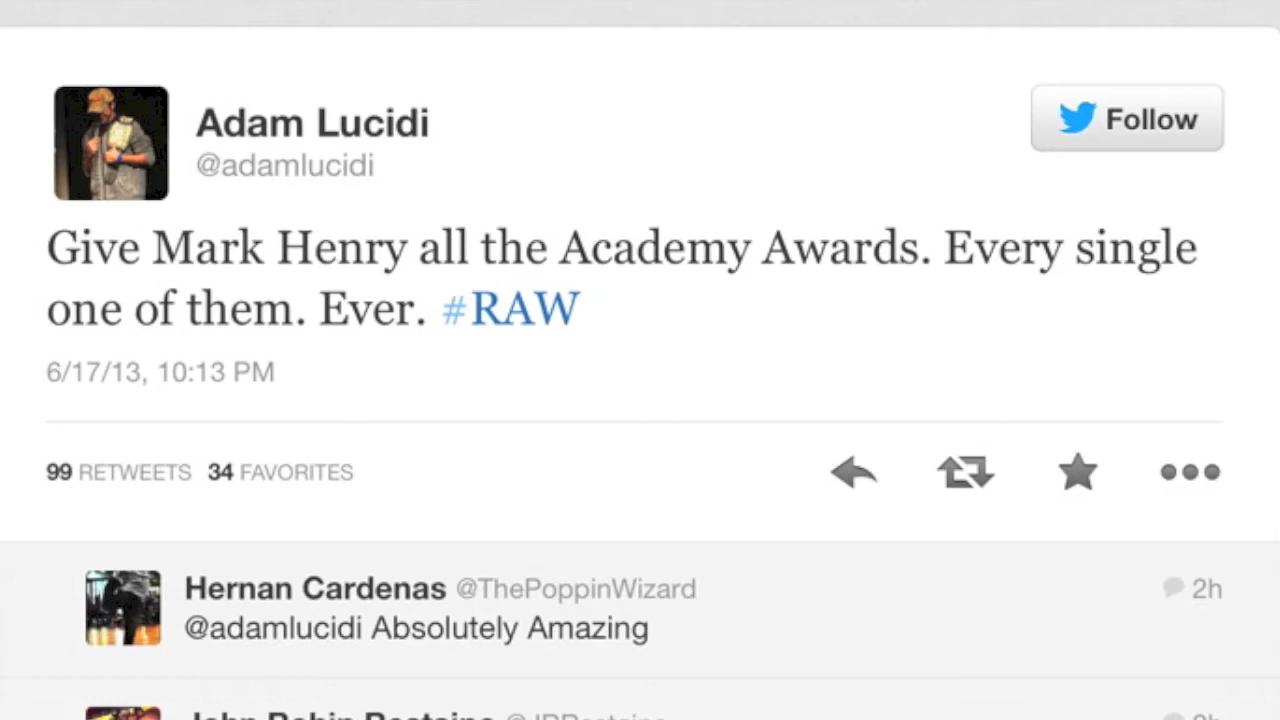 Adam Lucidi
@adamlucidi
Follow
Give Mark Henry all the Academy Awards. Every single
one of them. Ever. #RAW
6/17/13, 10:13 PM
99 RETWEETS 34 FAVORITES
Hernan Cardenas @ThePoppinWizard 2h
@adamlucidi Absolutely Amazing